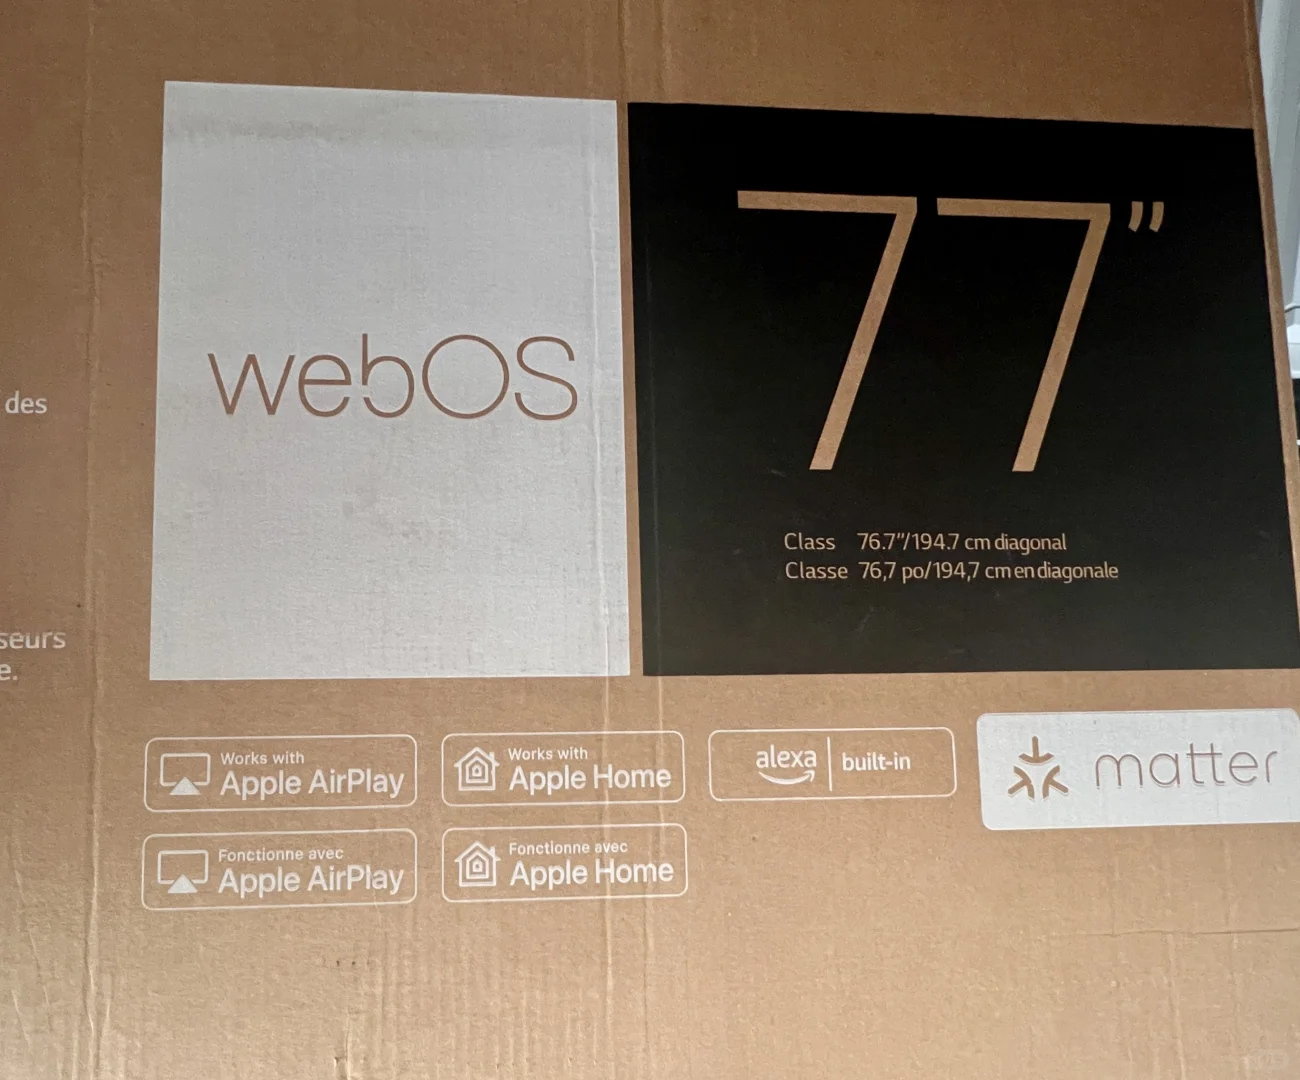 des
seurs
e.
webOS
77”
Class 76.7”/194.7 cm diagonal
Classe 76,7 po/194,7 cm en diagonale
Works with
Apple AirPlay
Works with
Apple Home
alexa built-in
matter
Fonctionne avec
Apple AirPlay
Fonctionne avec
Apple Home